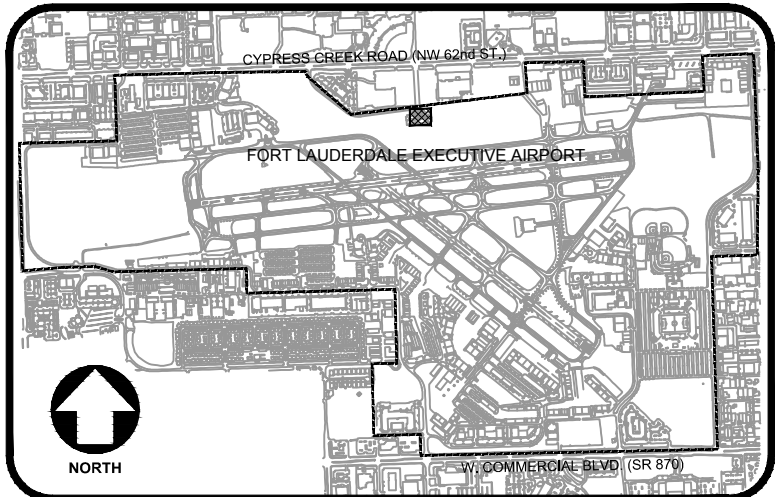 CYPRESS CREEK ROAD (NW 62nd ST.)
FORT LAUDERDALE EXECUTIVE AIRPORT
NORTH
W. COMMERCIAL BLVD. (SR 870)